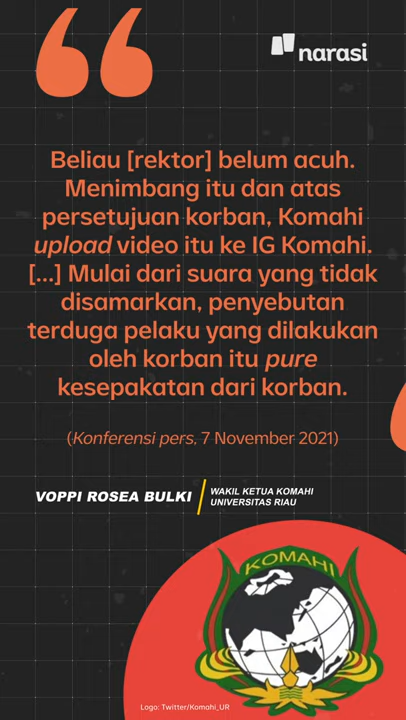 narasi
Beliau [rektor] belum acuh.
Menimbang itu dan atas
persetujuan korban, Komahi
upload video itu ke IG Komahi.
[...] Mulai dari suara yang tidak
disamarkan, penyebutan
terduga pelaku yang dilakukan
oleh korban itu pure
kesepakatan dari korban.
(Konferensi pers, 7 November 2021)
VOPPI ROSEA BULKI
WAKIL KETUA KOMAHI
UNIVERSITAS RIAU
KOMAHI
Logo: Twitter/Komahi_UR